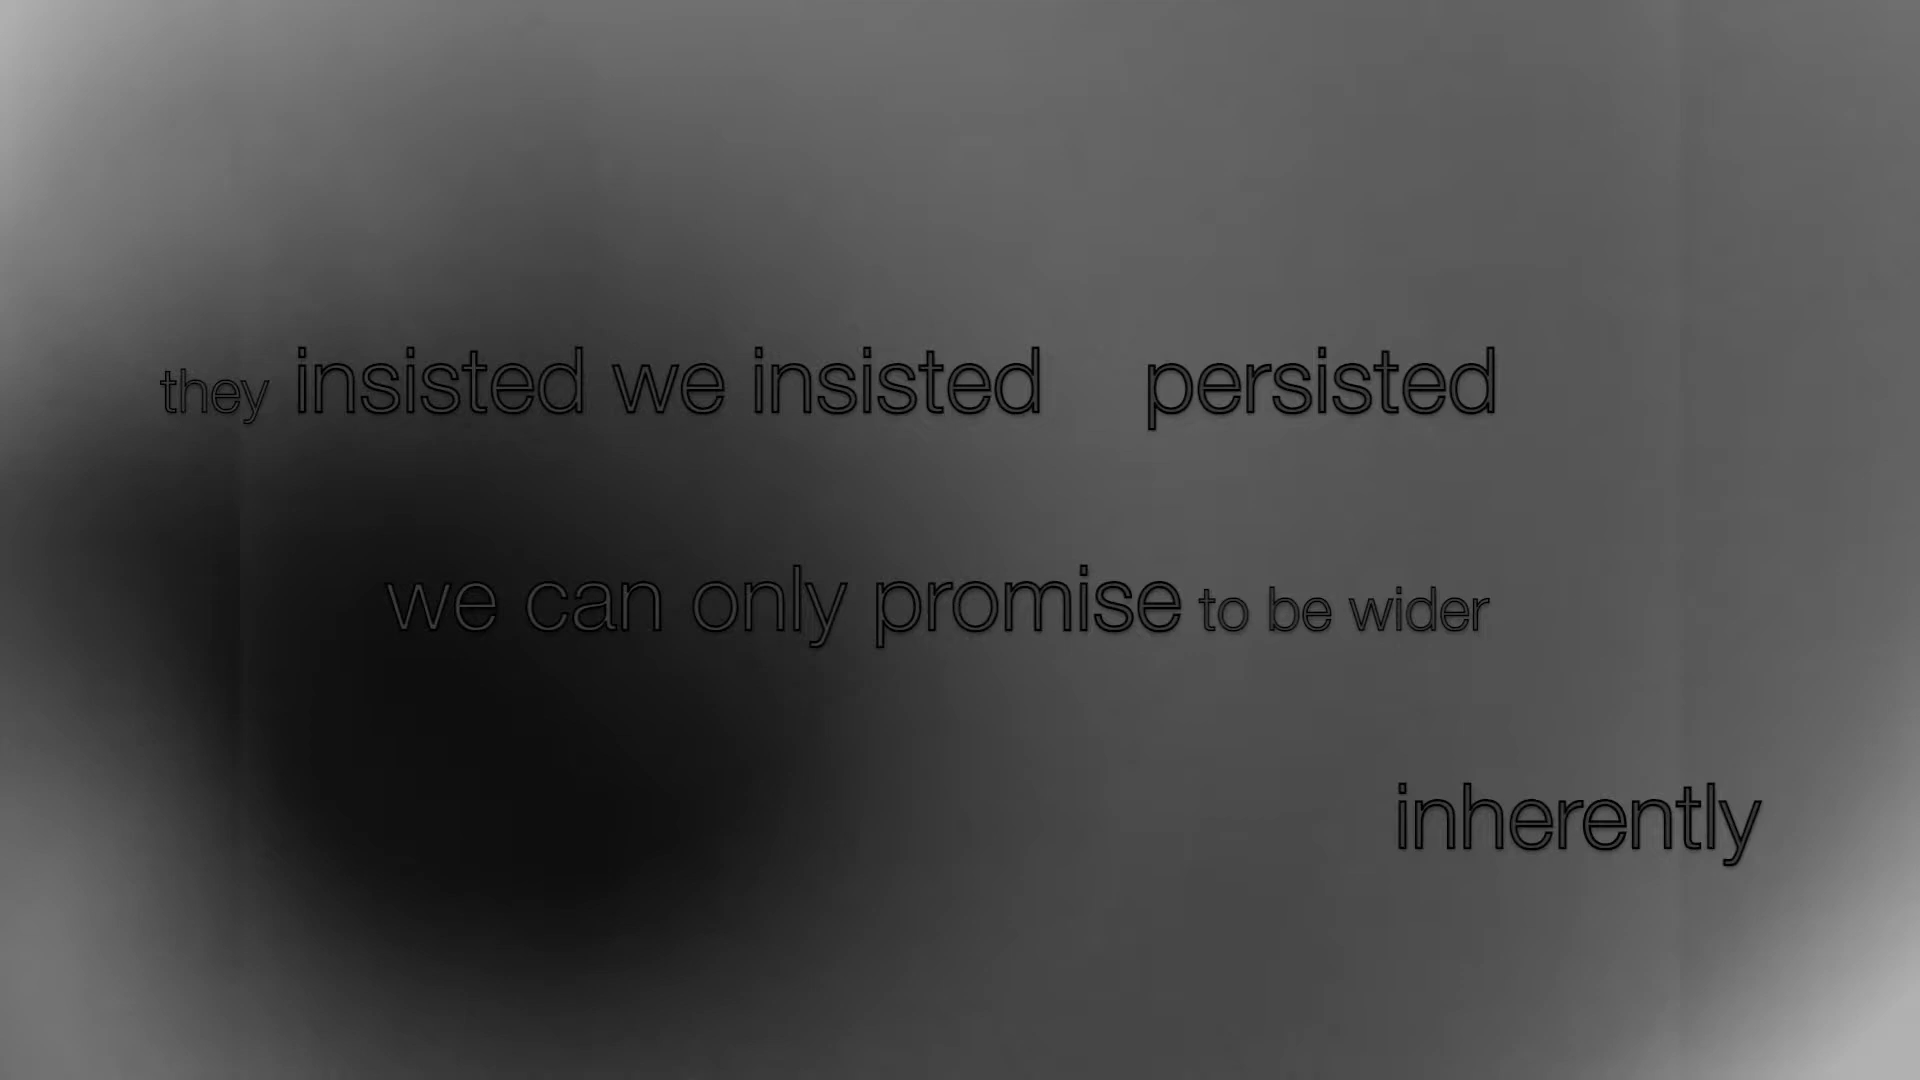 they insisted we insisted persisted
we can only promise to be wider
inherently